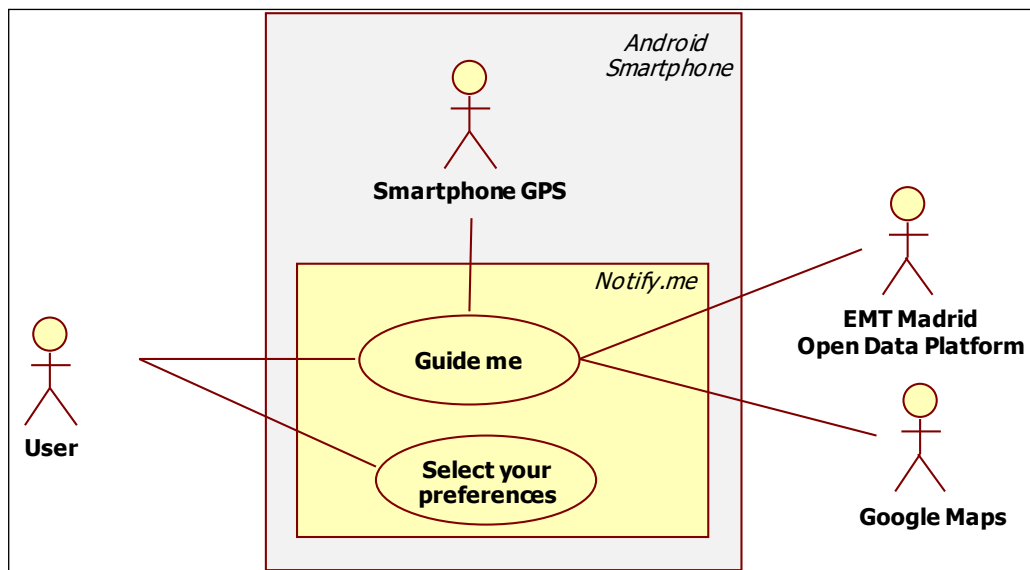 Android
Smartphone
Smartphone GPS
Notify.me
EMT Madrid
Open Data Platform
Guide me
User
Select your
preferences
Google Maps